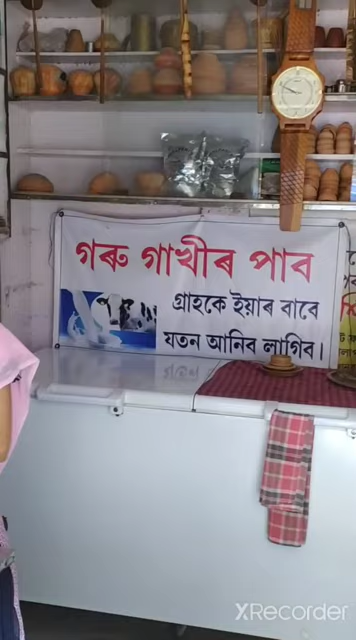 গৰু গাখীৰ পাব
গ্ৰাহকে ইয়াৰ বাবে
যতন আনিব লাগিব।
XRecorder